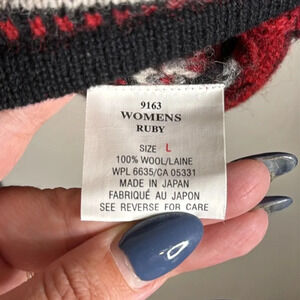 9163
WOMENS
RUBY
SIZE L
100% WOOL/LAINE
WPL 6635/CA 05331
MADE IN JAPAN
FABRIQUÉ AU JAPON
SEE REVERSE FOR CARE